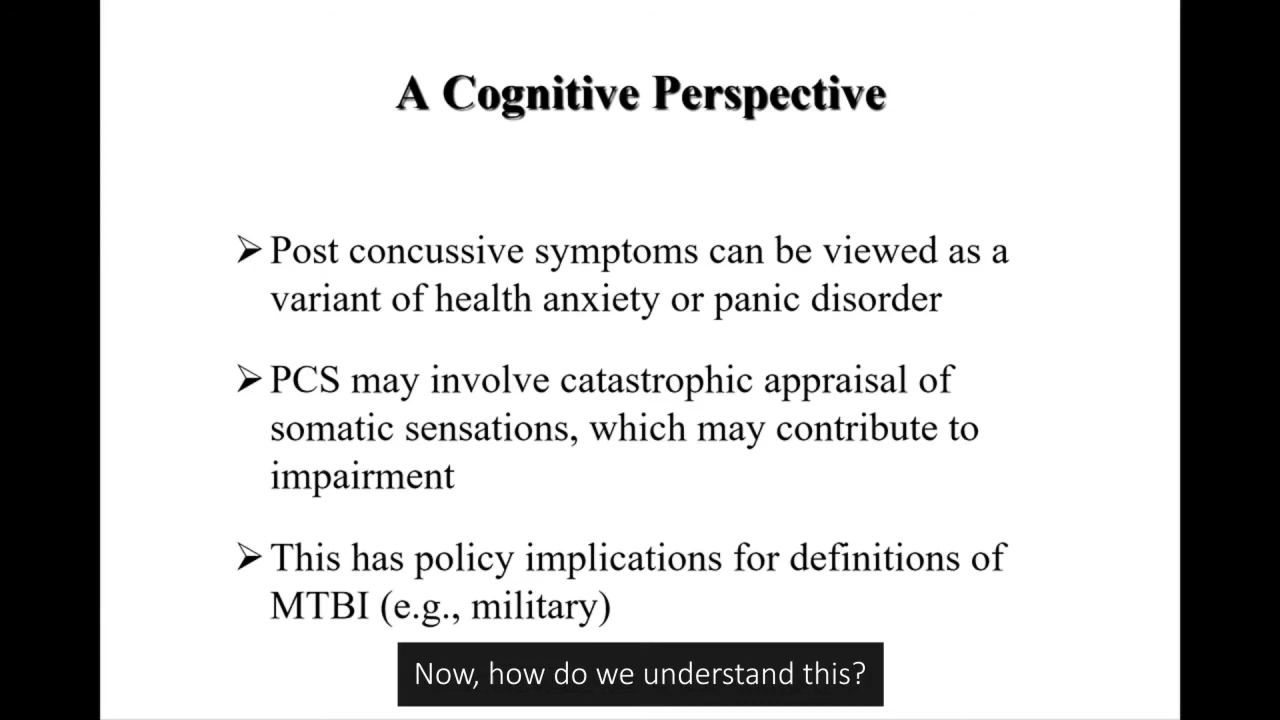 A Cognitive Perspective
➢ Post concussive symptoms can be viewed as a
variant of health anxiety or panic disorder
➢ PCS may involve catastrophic appraisal of
somatic sensations, which may contribute to
impairment
➢ This has policy implications for definitions of
MTBI (e.g., military)
Now, how do we understand this?